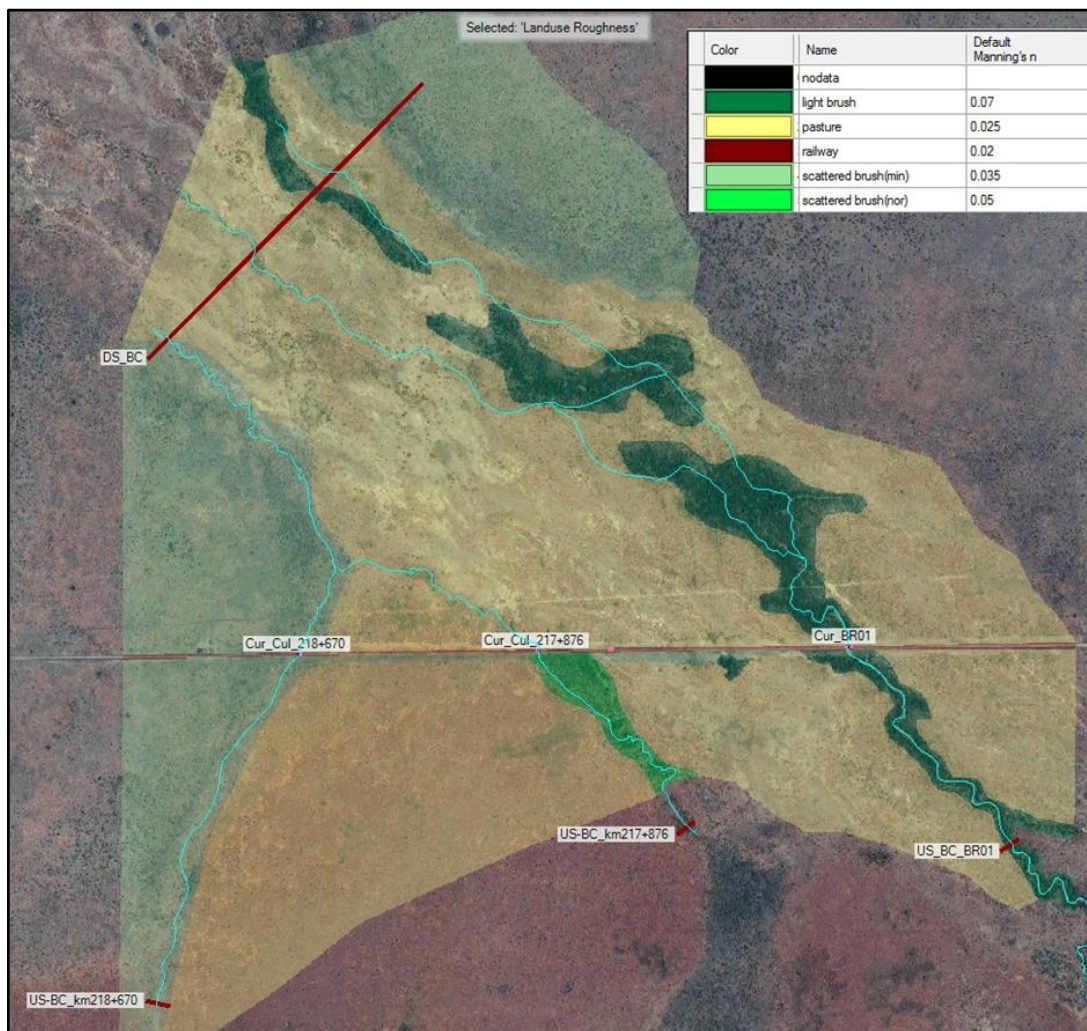 Selected: 'Landuse Roughness'
Color Name Default Manning's n
nodata
light brush 0.07
pasture 0.025
railway 0.02
scattered brush(min) 0.035
scattered brush(nor) 0.05
DS_BC
Cur_Cul_218+670
Cur_Cul_217+876
Cur_BR01
US-BC_km217+876
US_BC_BR01
US-BC_km218+670